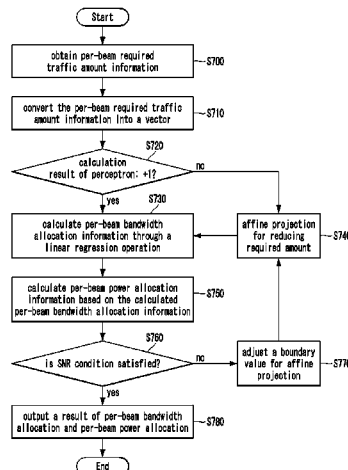 Start
obtain per-beam required
traffic amount information
S700
convert the per-beam required traffic
amount information into a vector
S710
S720
calculation
result of perceptron: +1?
no
yes
S730
calculate per-beam bandwidth
allocation information through a
linear regression operation
affine projection
for reducing
required amount
S740
calculate per-beam power allocation
information based on the calculated
per-beam bandwidth allocation information
S750
S760
is SNR condition satisfied?
no
yes
adjust a boundary
value for affine
projection
S770
output a result of per-beam bandwidth
allocation and per-beam power allocation
S780
End